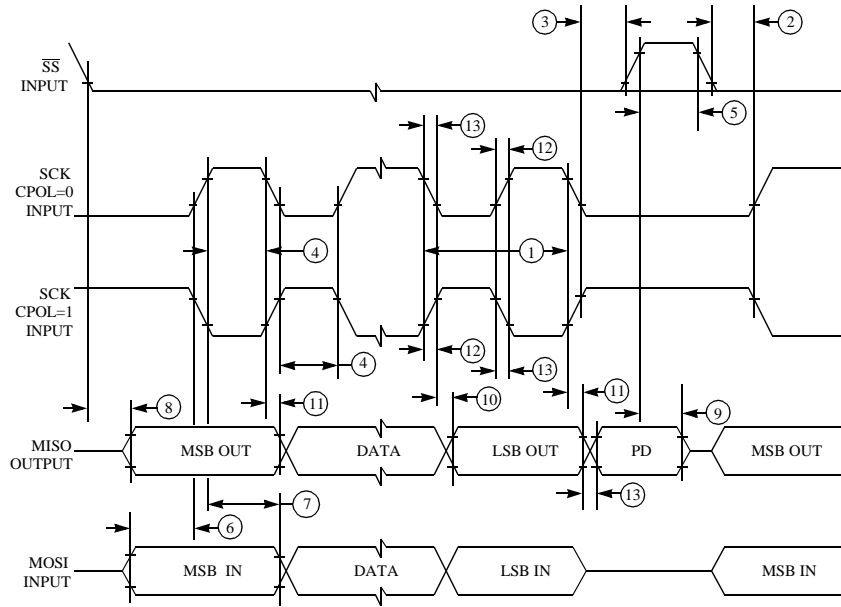 3
2
SS
INPUT
5
13
12
SCK
CPOL=0
INPUT
4
1
SCK
CPOL=1
INPUT
4
12
13
8
11
10
11
9
MISO
OUTPUT
MSB OUT
DATA
LSB OUT
PD
MSB OUT
13
7
6
MOSI
INPUT
MSB IN
DATA
LSB IN
MSB IN